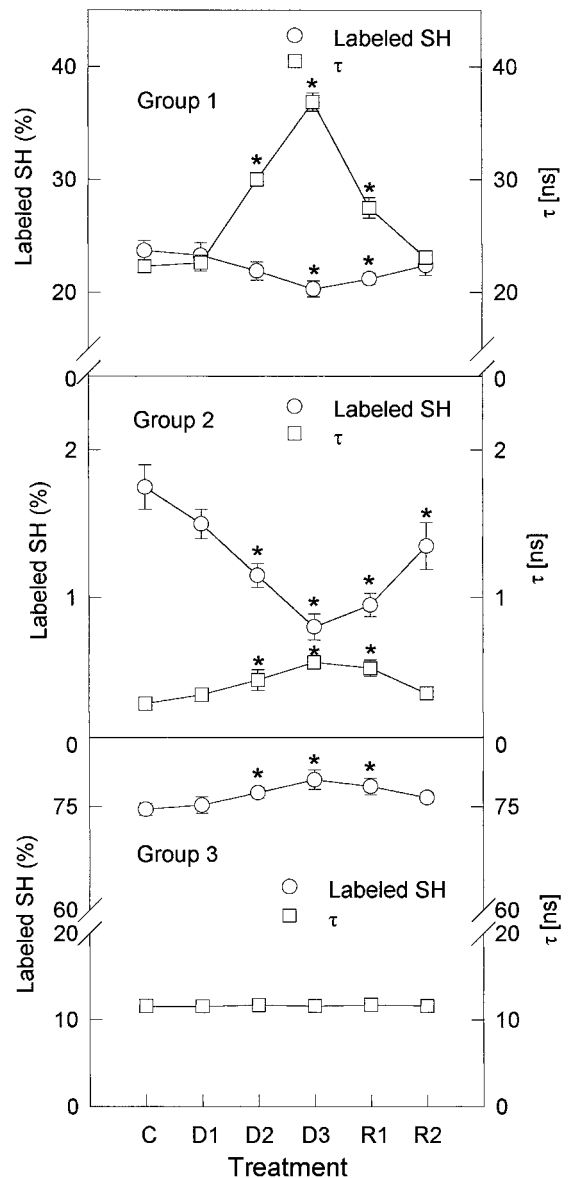 Labeled SH
τ
40
40
*
Group 1
*
Labeled SH (%)
τ [ns]
30
30
*
20
*
*
20
0
0
Labeled SH
Group 2
τ
2
2
*
*
Labeled SH (%)
τ [ns]
1
*
*
1
*
*
*
0
0
*
*
*
75
75
Group 3
Labeled SH (%)
τ [ns]
Labeled SH
τ
60
60
20
20
10
10
0
0
C D1 D2 D3 R1 R2
Treatment